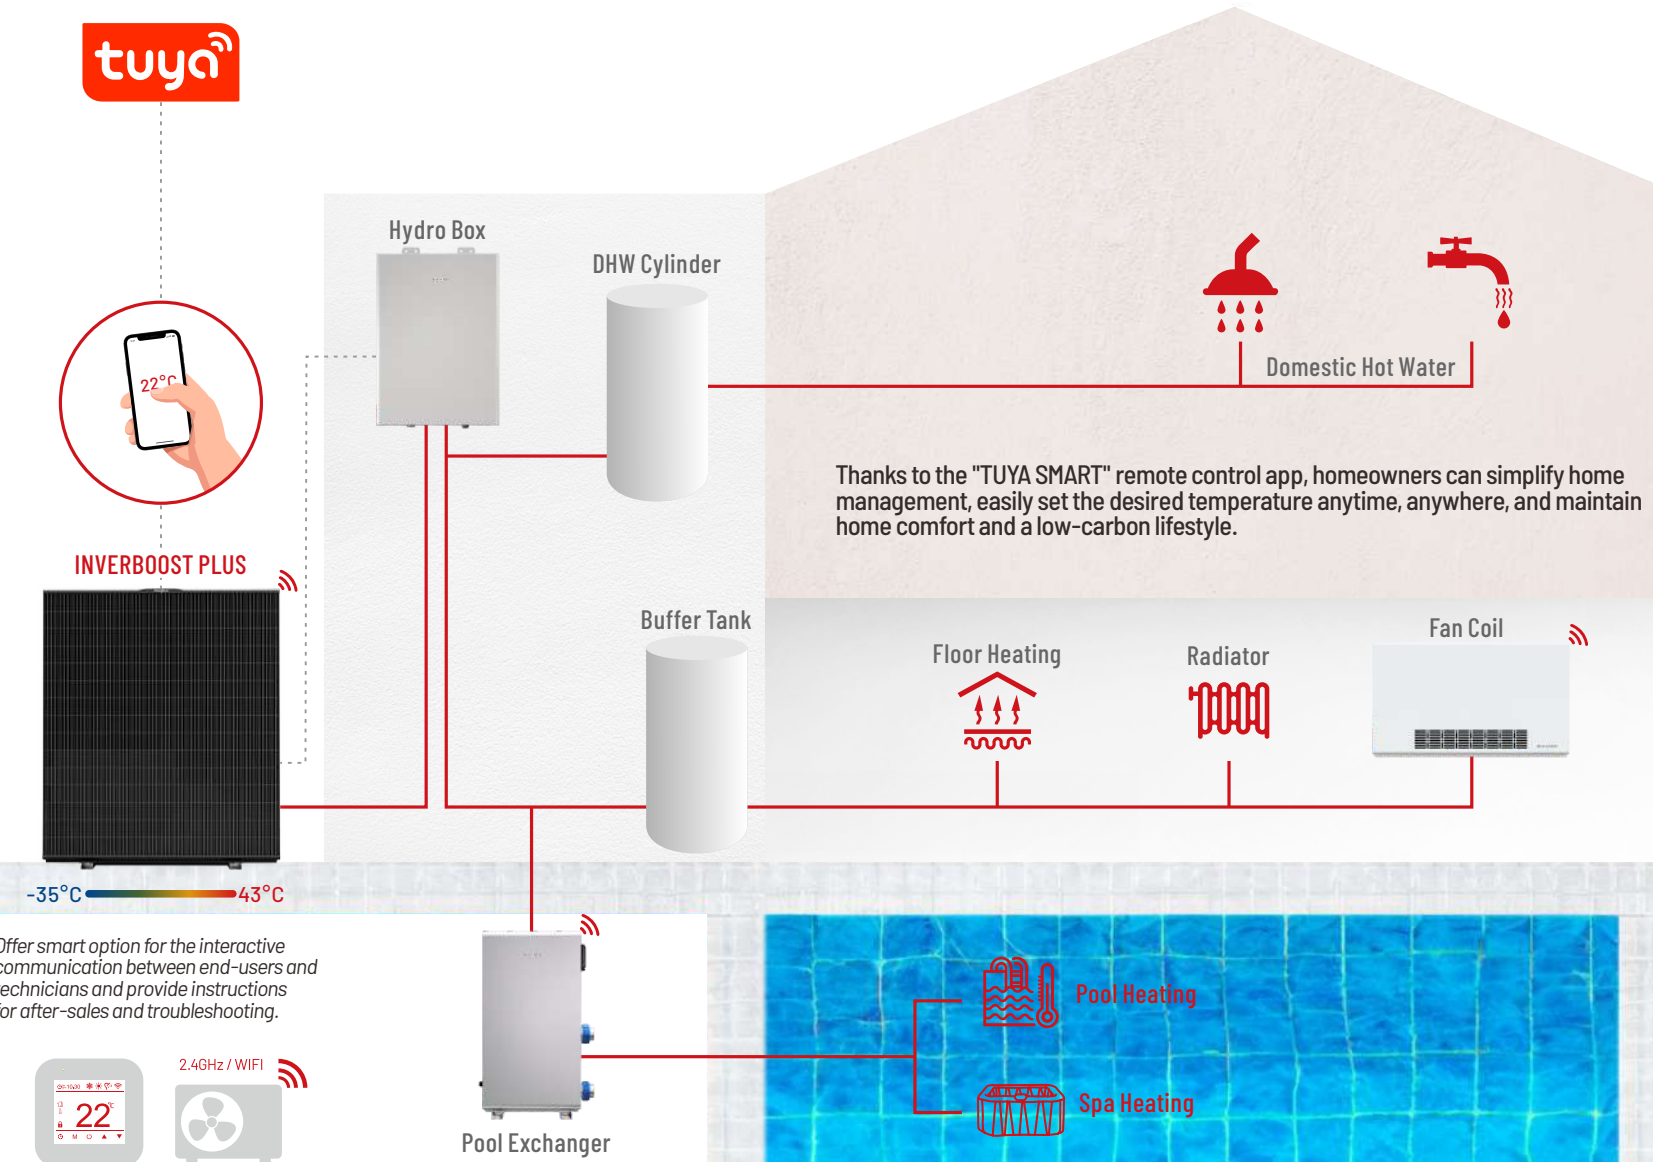 tuya
Hydro Box
DHW Cylinder
22°C
Domestic Hot Water
Thanks to the "TUYA SMART" remote control app, homeowners can simplify home
management, easily set the desired temperature anytime, anywhere, and maintain
home comfort and a low-carbon lifestyle.
INVERBOOST PLUS
Buffer Tank
Floor Heating
Radiator
Fan Coil
-35°C
43°C
Offer smart option for the interactive
communication between end-users and
technicians and provide instructions
for after-sales and troubleshooting.
Pool Heating
Spa Heating
2.4GHz / WIFI
22°C
M
Pool Exchanger